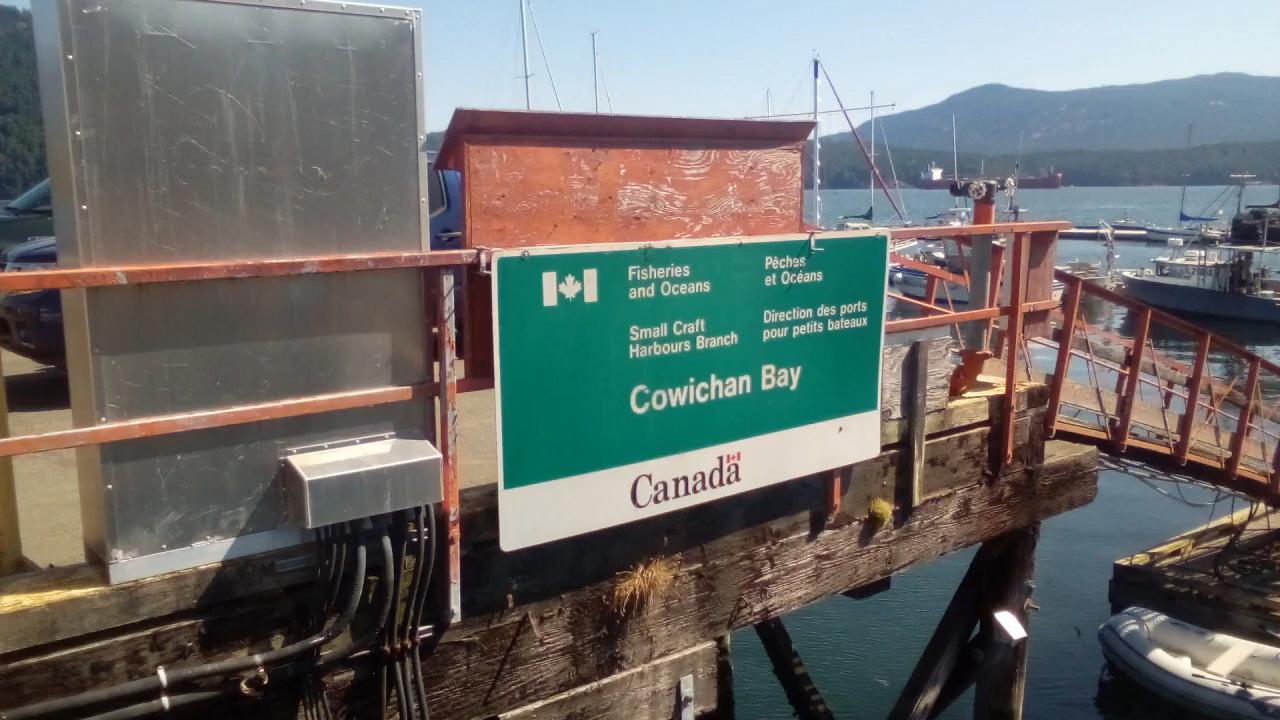 Fisheries
and Oceans
Pêches
et Océans
Small Craft
Harbours Branch
Direction des ports
pour petits bateaux
Cowichan Bay
Canada